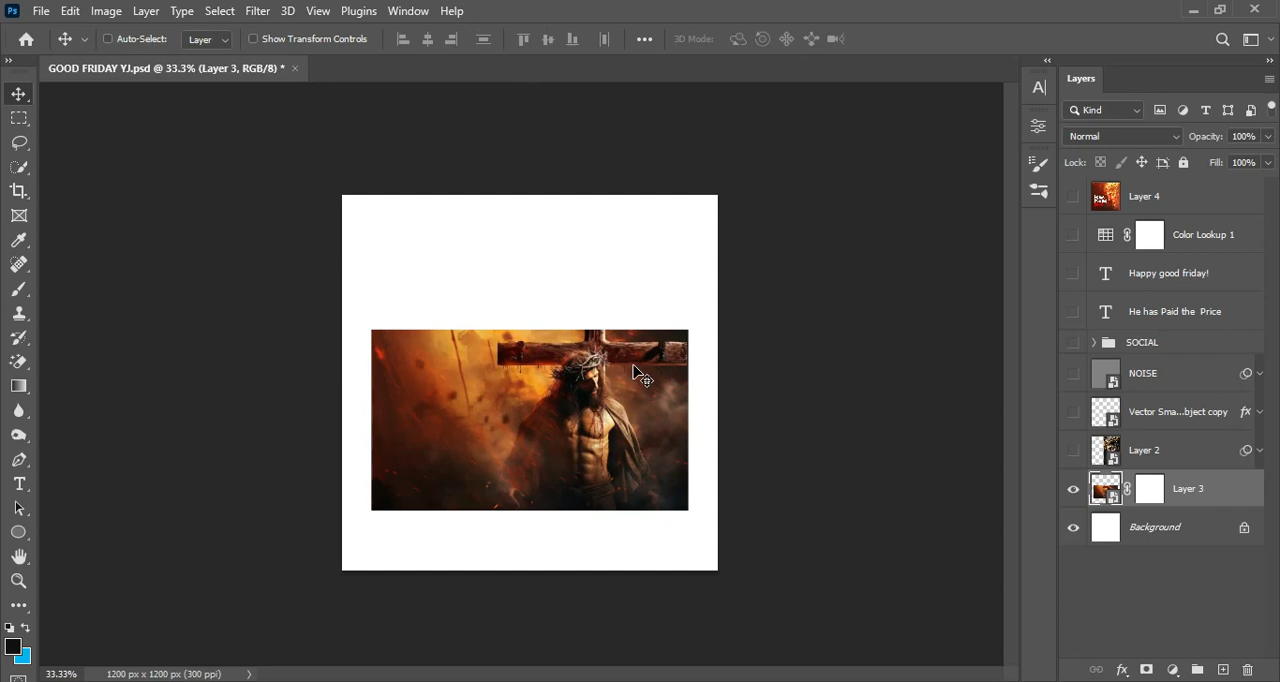 Ps File Edit Image Layer Type Select Filter 3D View Plugins Window Help
Auto-Select: Layer Show Transform Controls 3D Mode:
GOOD FRIDAY YJ.psd @ 33.3% (Layer 3, RGB/8) *
Layers
Kind
Normal Opacity: 100%
Lock: Fill: 100%
Layer 4
Color Lookup 1
Happy good friday!
He has Paid the Price
SOCIAL
NOISE
Vector Sma...bject copy fx
Layer 2
Layer 3
Background
33.33% 1200 px x 1200 px (300 ppi)